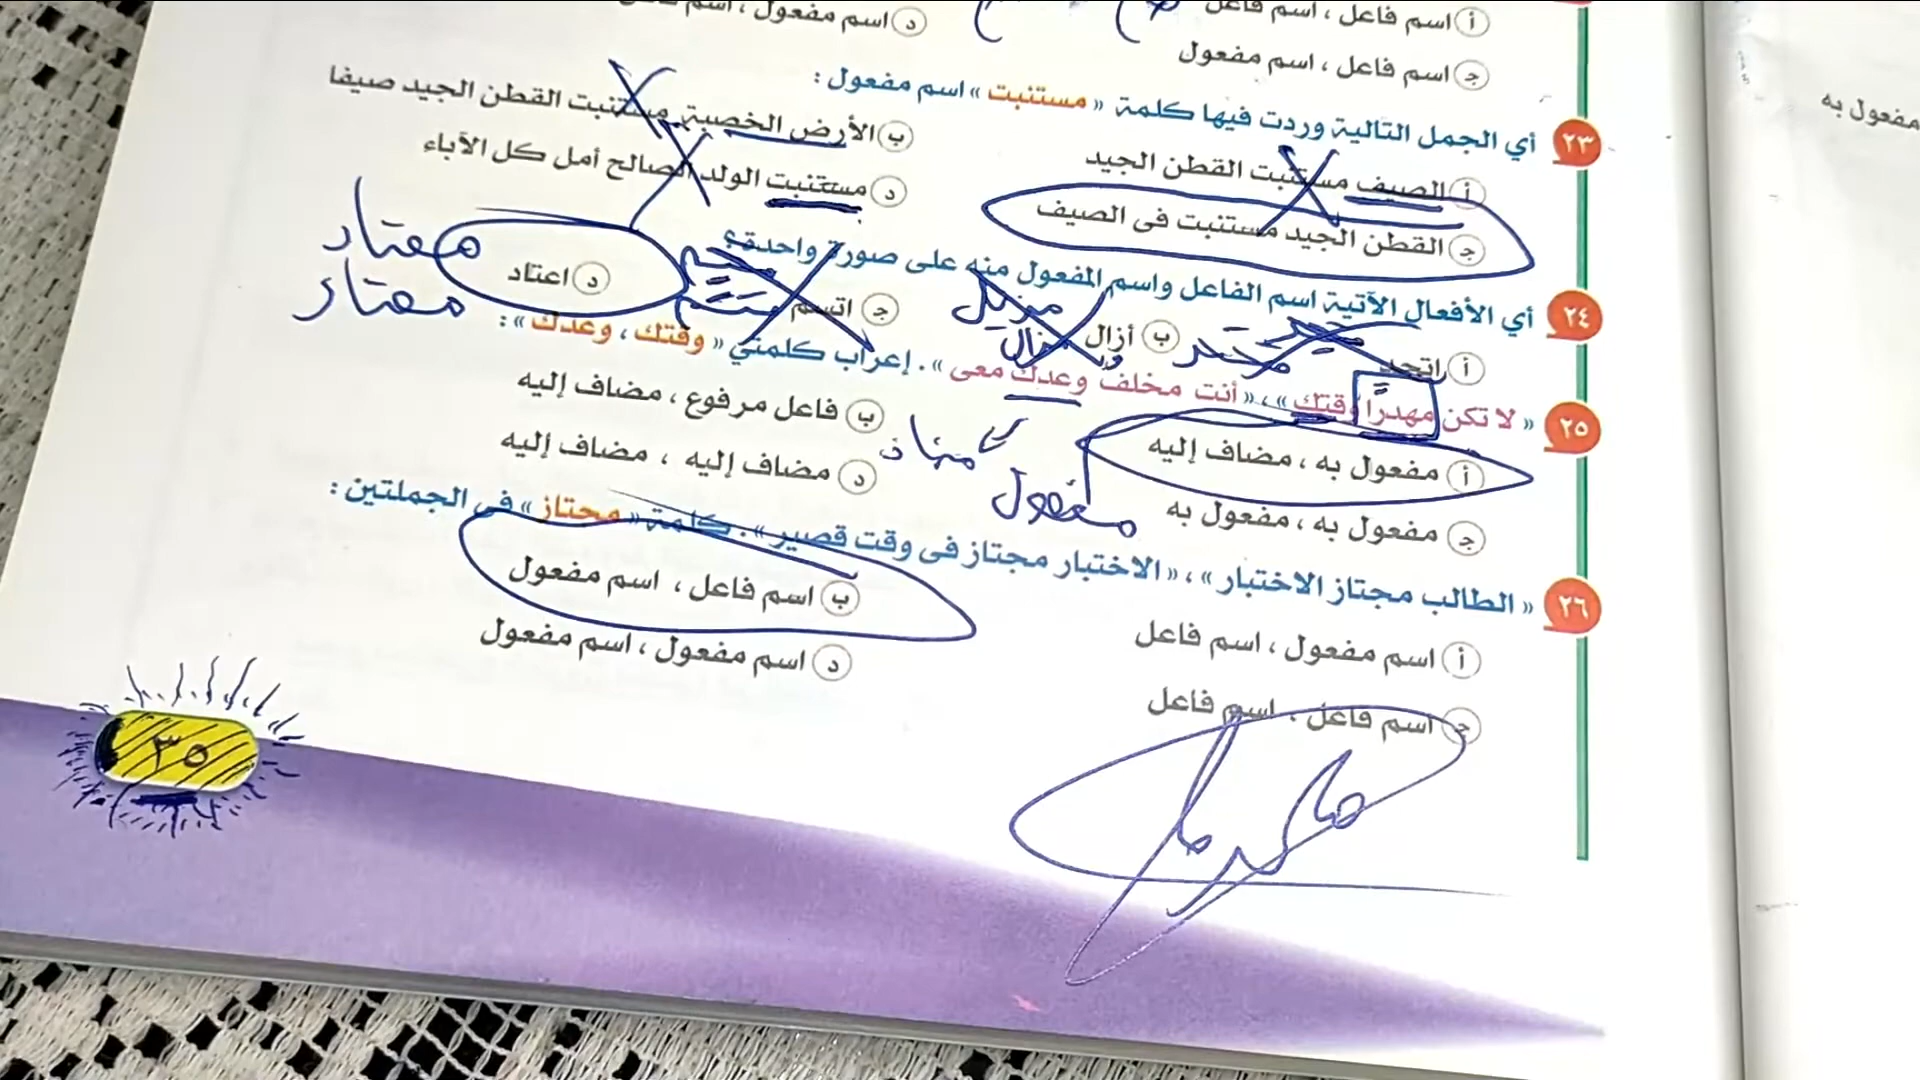 أ اسم فاعل ، اسم فاعل
د اسم مفعول ، اسم
ج اسم فاعل ، اسم مفعول
٢٣ أي الجمل التالية وردت فيها كلمة « مستنبت » اسم مفعول :
أ الصيف مستنبت القطن الجيد
ب الأرض الخصبة مستنبت القطن الجيد صيفا
ج القطن الجيد مستنبت فى الصيف
د مستنبت الولد الصالح أمل كل الآباء
٢٤ أي الأفعال الآتية اسم الفاعل واسم المفعول منه على صورة واحدة؟
أ اتحد
ب أزال
ج اتسم
د اعتاد
معتاد
معتاد
٢٥ « لا تكن مهدرًا وقتك » ، « أنت مخلف وعدك معى » . إعراب كلمتي « وقتك ، وعدك » :
أ مفعول به ، مضاف إليه
ب فاعل مرفوع ، مضاف إليه
ج مفعول به ، مفعول به
د مضاف إليه ، مضاف إليه
مفعول
٢٦ « الطالب مجتاز الاختبار » ، « الاختبار مجتاز فى وقت قصير » . كلمة « محتاز » فى الجملتين :
أ اسم مفعول ، اسم فاعل
ب اسم فاعل ، اسم مفعول
ج اسم فاعل ، اسم فاعل
د اسم مفعول ، اسم مفعول
٣٥
مفعول به